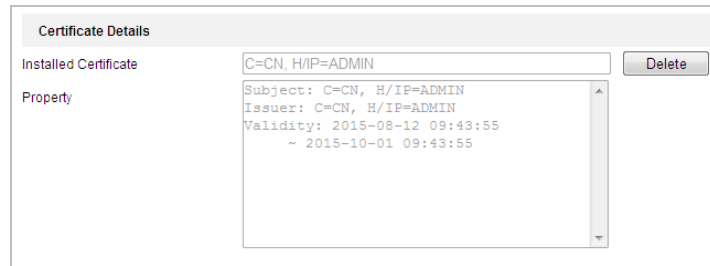 Certificate Details
Installed Certificate C=CN, H/IP=ADMIN Delete
Property Subject: C=CN, H/IP=ADMIN
Issuer: C=CN, H/IP=ADMIN
Validity: 2015-08-12 09:43:55
~ 2015-10-01 09:43:55